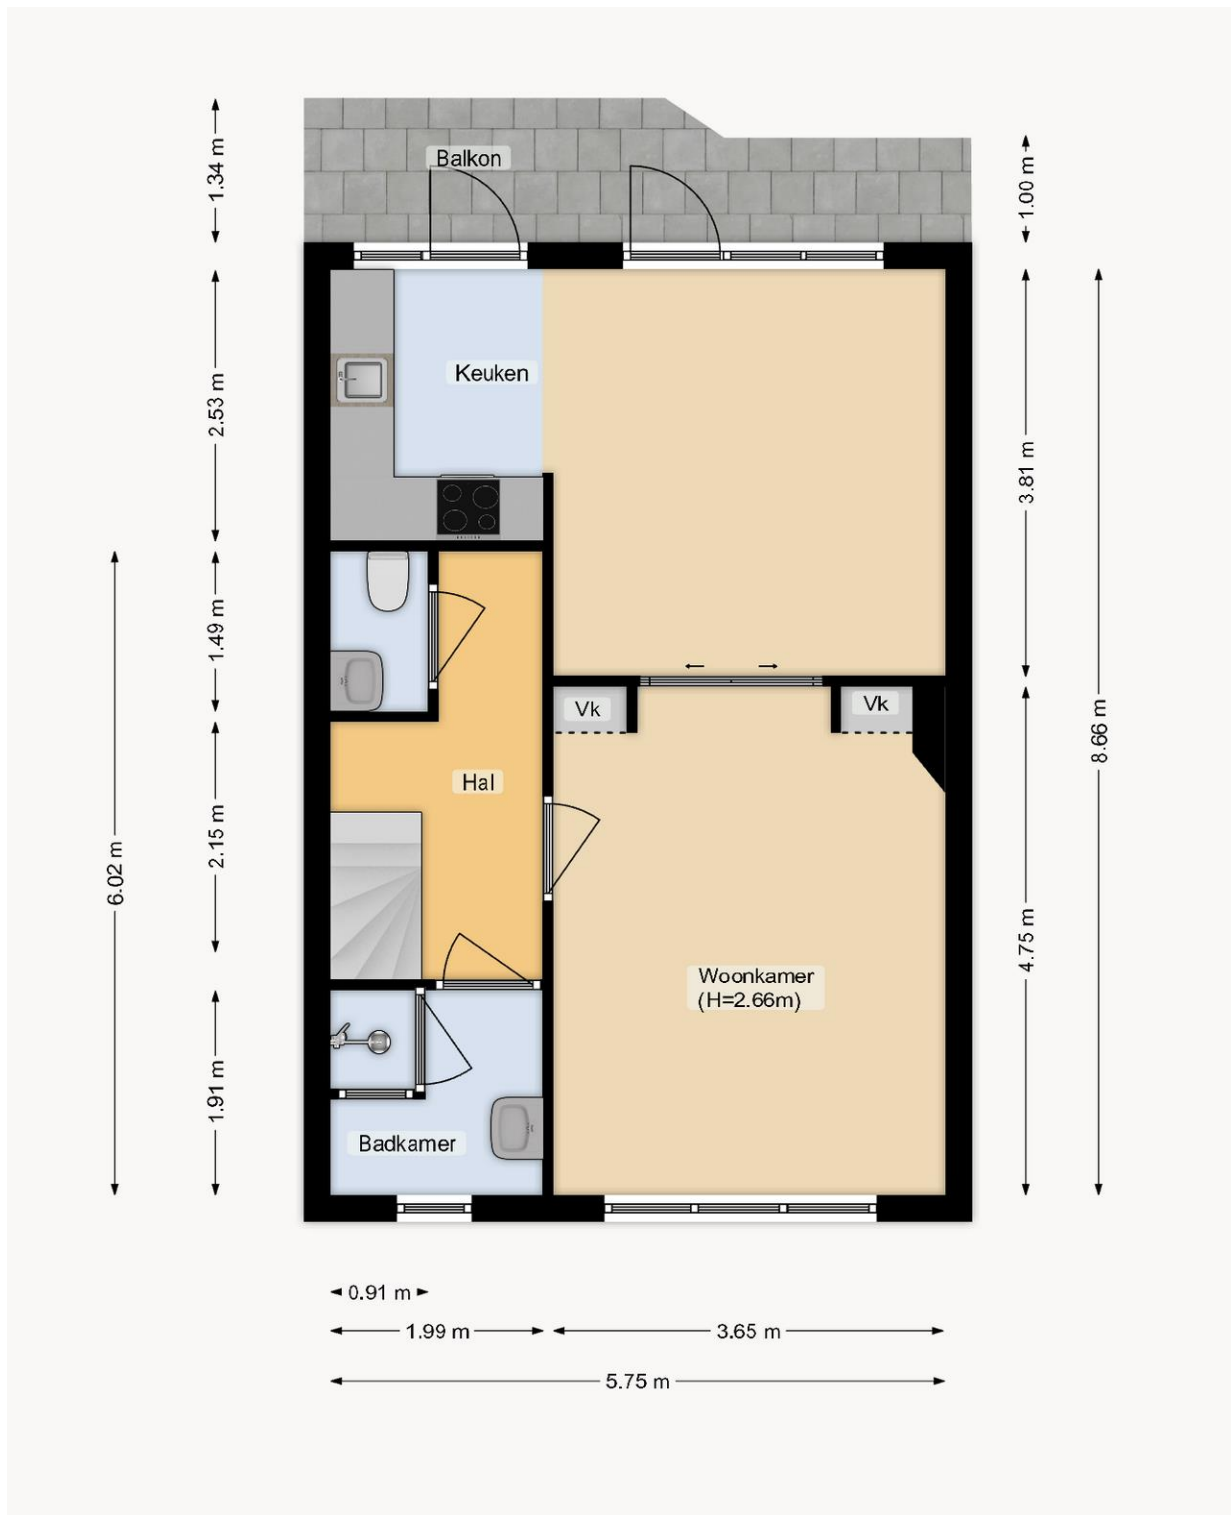 Balkon
1.34 m
1.00 m
Keuken
2.53 m
3.81 m
1.49 m
Vk
Vk
8.66 m
Hal
2.15 m
6.02 m
4.75 m
Woonkamer
(H=2.66m)
1.91 m
Badkamer
0.91 m
1.99 m
3.65 m
5.75 m